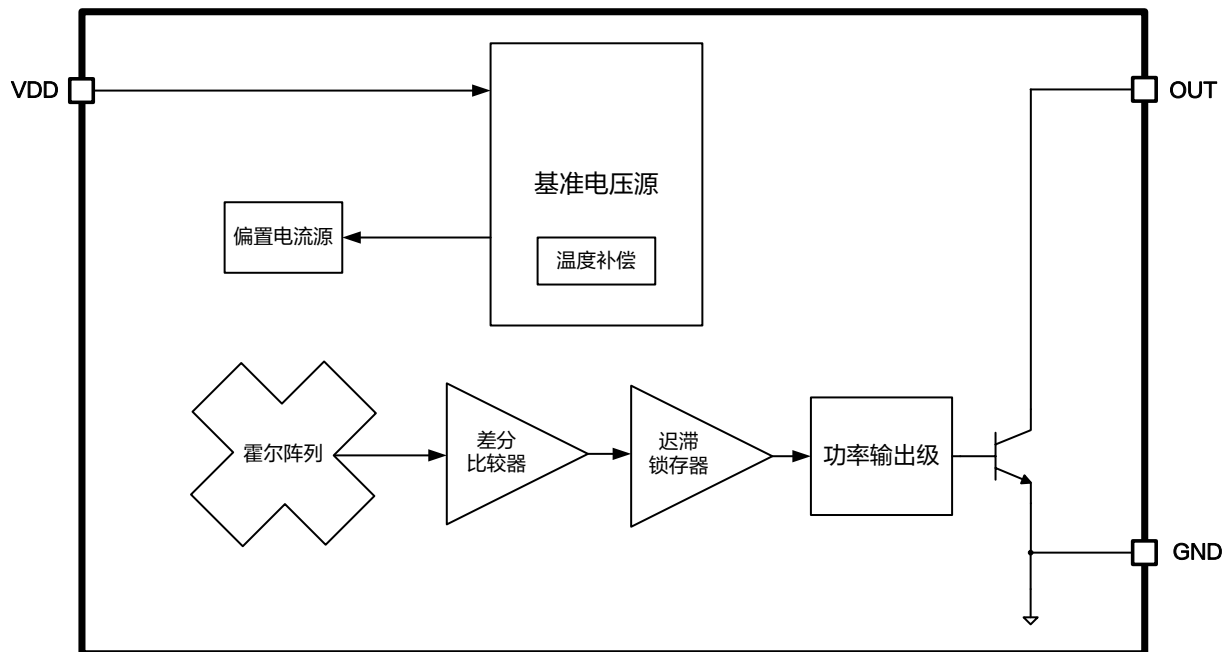 VDD
OUT
基准电压源
偏置电流源
温度补偿
霍尔阵列
差分
比较器
迟滞
锁存器
功率输出级
GND